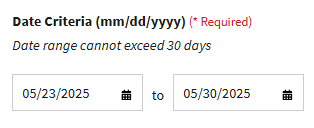 Date Criteria (mm/dd/yyyy) (* Required)
Date range cannot exceed 30 days
05/23/2025 to 05/30/2025